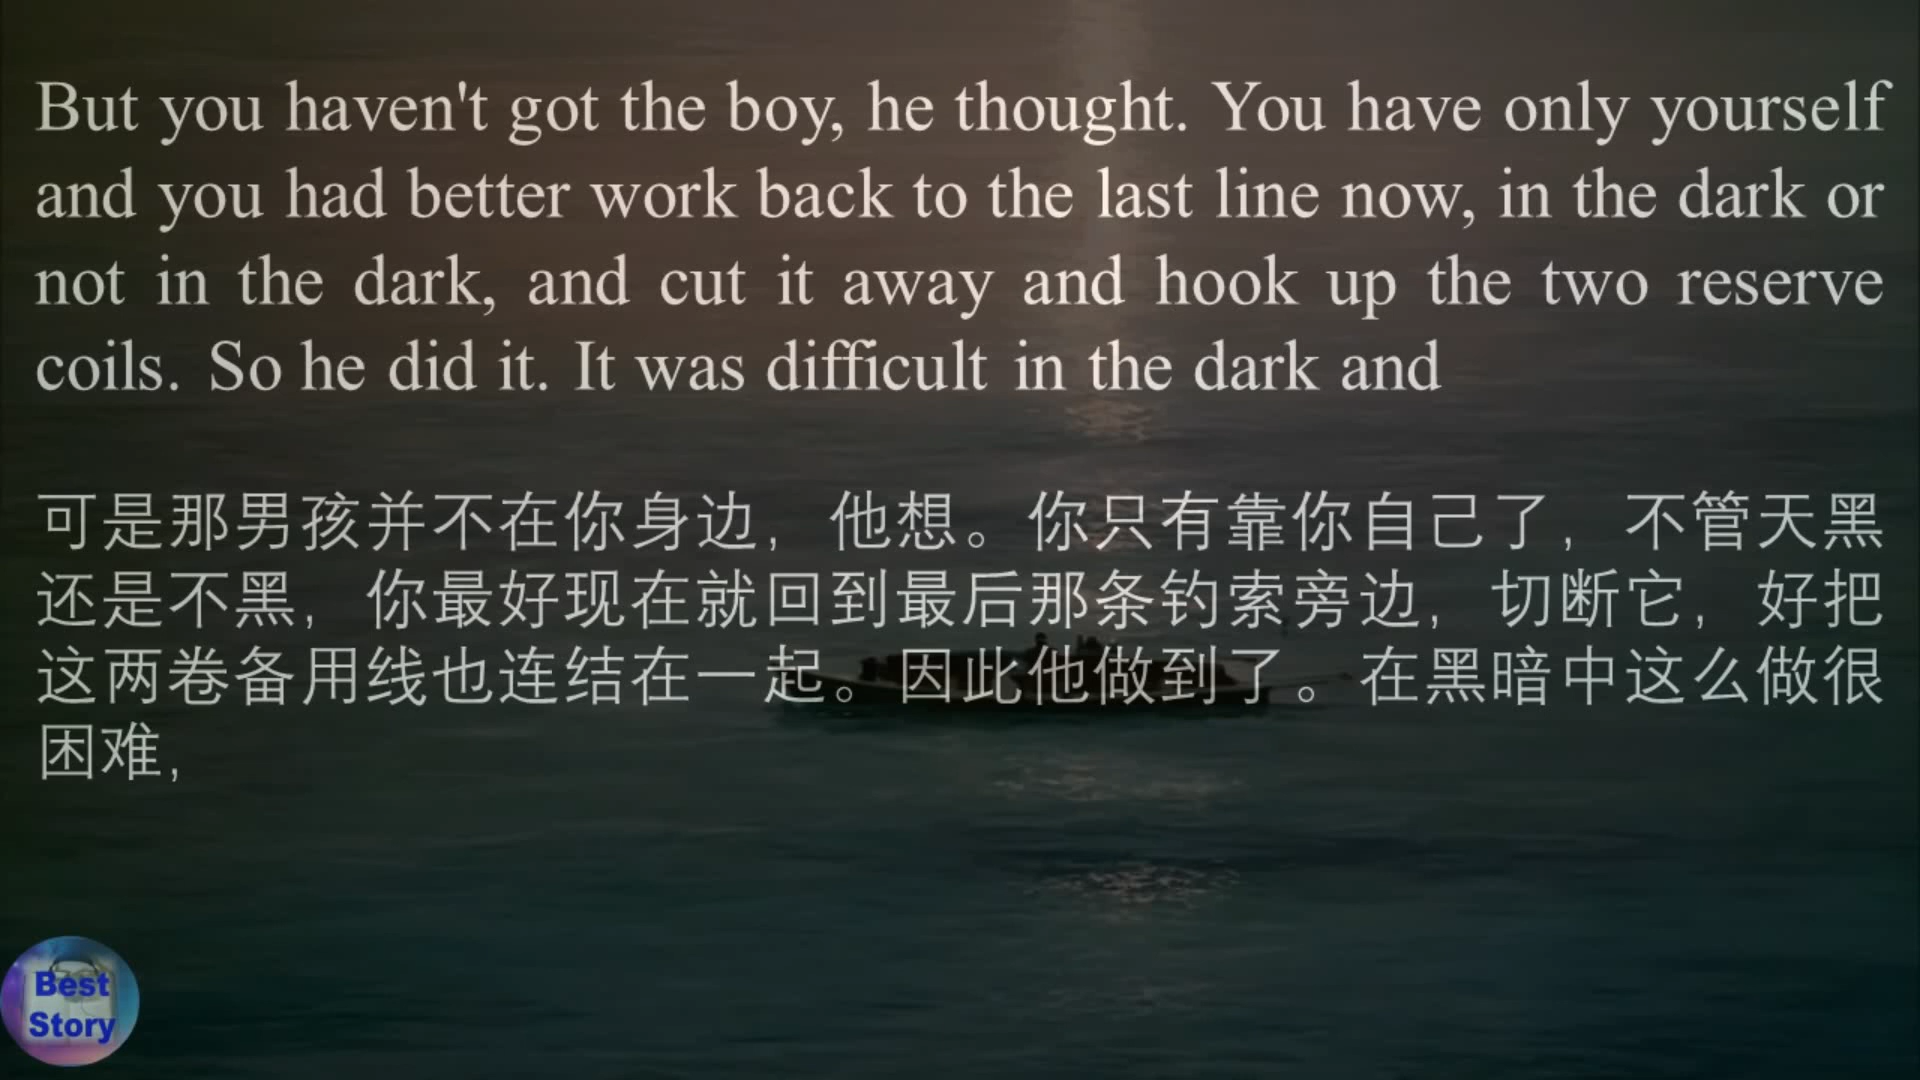 But you haven't got the boy, he thought. You have only yourself
and you had better work back to the last line now, in the dark or
not in the dark, and cut it away and hook up the two reserve
coils. So he did it. It was difficult in the dark and
可是那男孩并不在你身边，他想。你只有靠你自己了，不管天黑
还是不黑，你最好现在就回到最后那条钓索旁边，切断它，好把
这两卷备用线也连结在一起。因此他做到了。在黑暗中这么做很
困难，
Best
Story